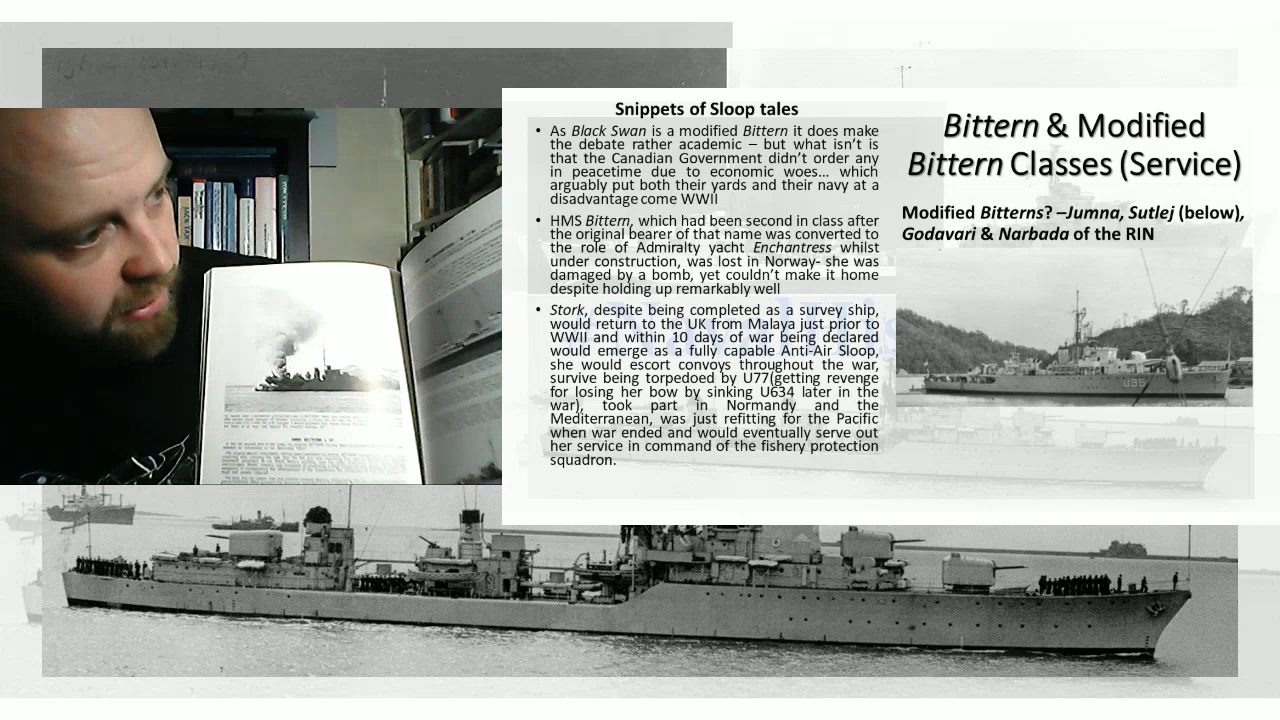 Snippets of Sloop tales
• As Black Swan is a modified Bittern it does make
the debate rather academic – but what isn't is
that the Canadian Government didn't order any
in peacetime due to economic woes... which
arguably put both their yards and their navy at a
disadvantage come WWII
• HMS Bittern, which had been second in class after
the original bearer of that name was converted to
the role of Admiralty yacht Enchantress whilst
under construction, was lost in Norway- she was
damaged by a bomb, yet couldn't make it home
despite holding up remarkably well
• Stork, despite being completed as a survey ship,
would return to the UK from Malaya just prior to
WWII and within 10 days of war being declared
would emerge as a fully capable Anti-Air Sloop,
she would escort convoys throughout the war,
survive being torpedoed by U77(getting revenge
for losing her bow by sinking U634 later in the
war), took part in Normandy and the
Mediterranean, was just refitting for the Pacific
when war ended and would eventually serve out
her service in command of the fishery protection
squadron.
Bittern & Modified
Bittern Classes (Service)
Modified Bitterns? –Jumna, Sutlej (below),
Godavari & Narbada of the RIN
U95